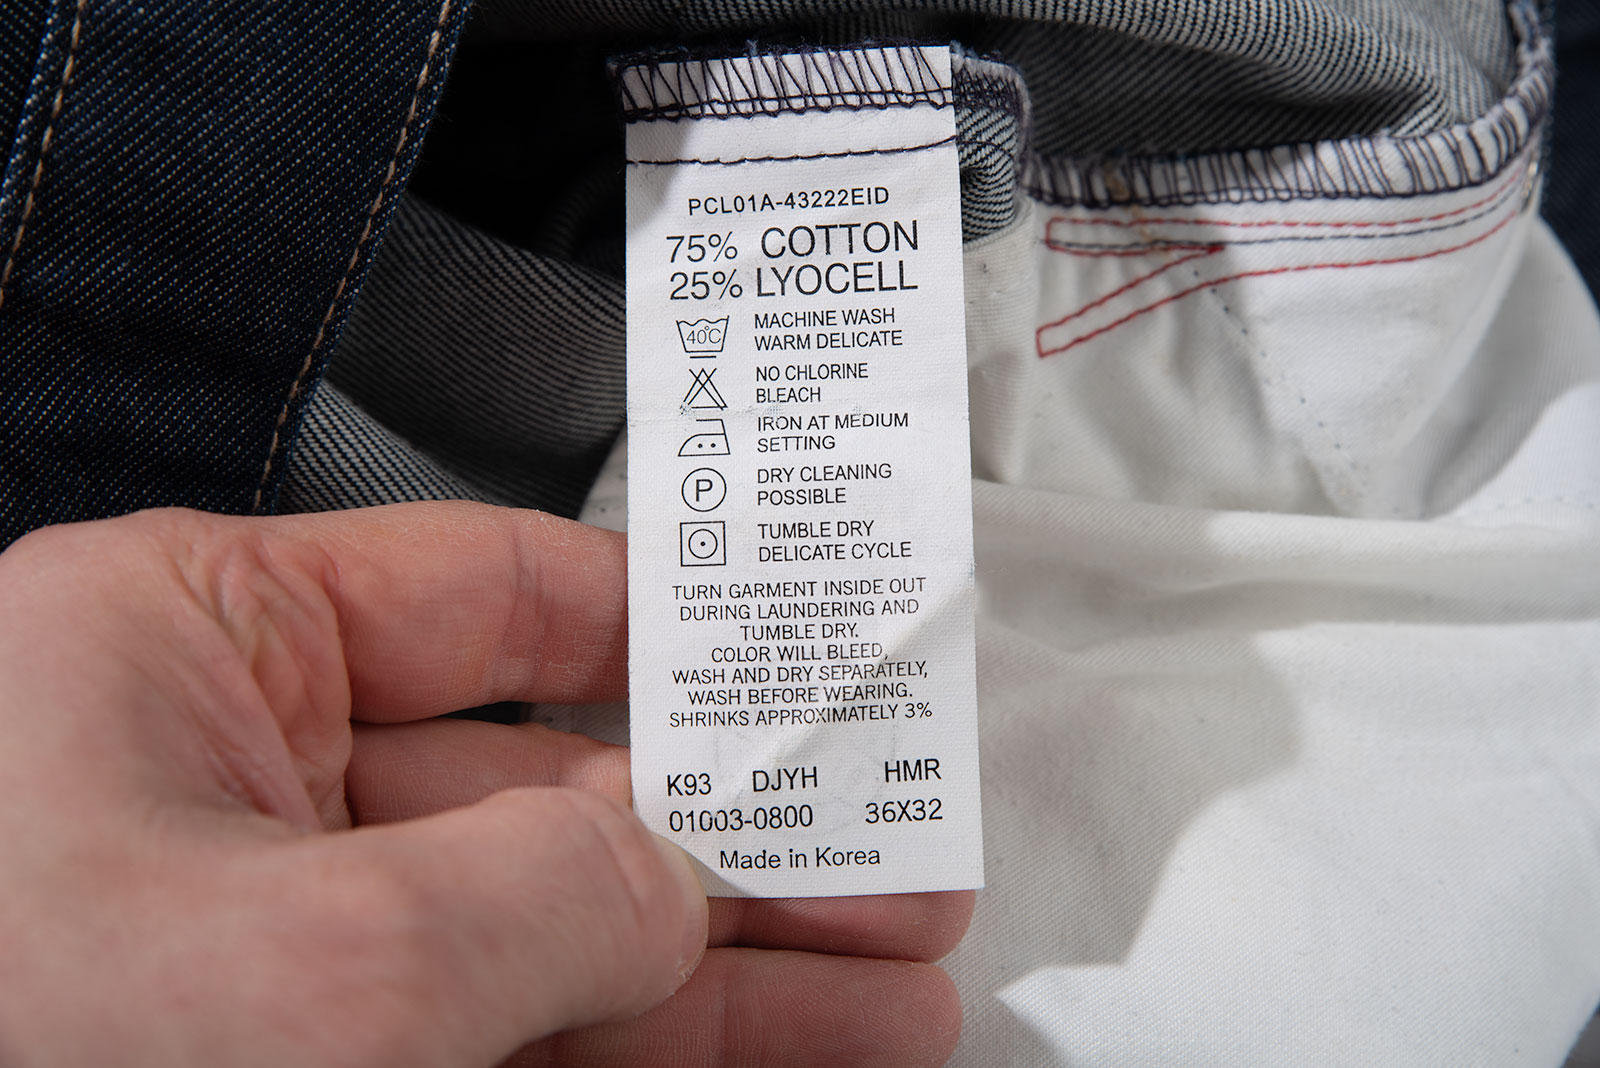 PCL01A-43222EID
75% COTTON
25% LYOCELL
40°C MACHINE WASH
WARM DELICATE
NO CHLORINE
BLEACH
IRON AT MEDIUM
SETTING
P DRY CLEANING
POSSIBLE
TUMBLE DRY
DELICATE CYCLE
TURN GARMENT INSIDE OUT
DURING LAUNDERING AND
TUMBLE DRY.
COLOR WILL BLEED,
WASH AND DRY SEPARATELY,
WASH BEFORE WEARING.
SHRINKS APPROXIMATELY 3%
K93 DJYH HMR
01003-0800 36X32
Made in Korea